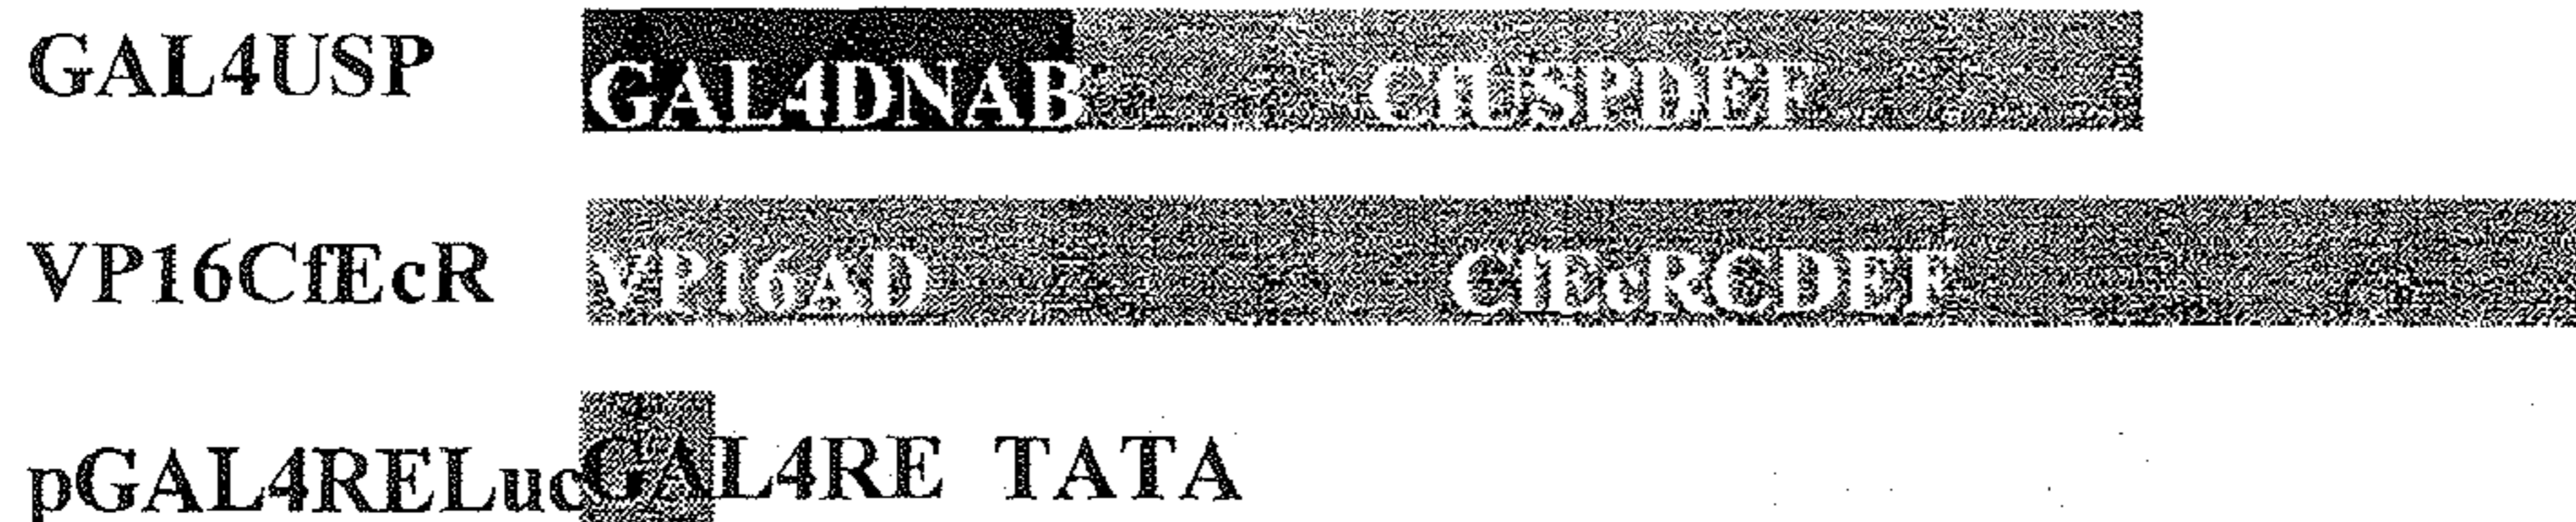 GAL4USP GAL4DNAB CfUSPDEF
VP16CfEcR VP16AD CfEcRCDEF
pGAL4RELuc GAL4RE TATA